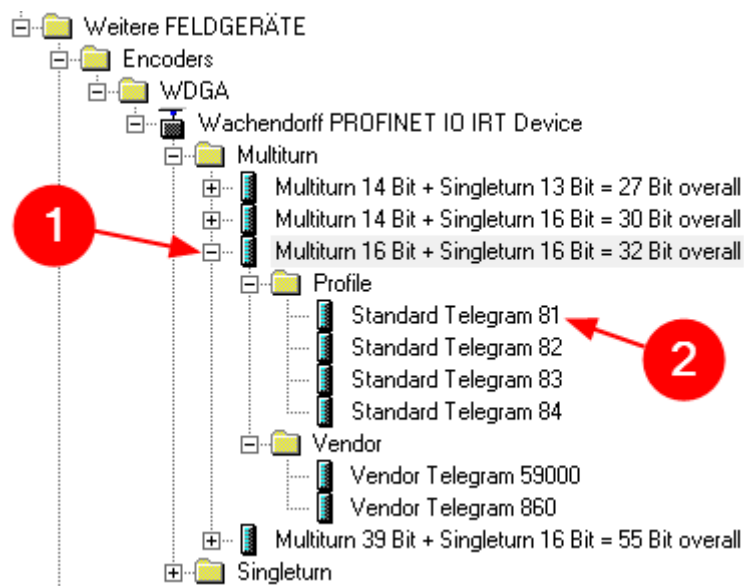 Weitere FELDGERÄTE
Encoders
WDGA
Wachendorff PROFINET IO IRT Device
Multiturn
Multiturn 14 Bit + Singleturn 13 Bit = 27 Bit overall
Multiturn 14 Bit + Singleturn 16 Bit = 30 Bit overall
1
Multiturn 16 Bit + Singleturn 16 Bit = 32 Bit overall
Profile
Standard Telegram 81
Standard Telegram 82
2
Standard Telegram 83
Standard Telegram 84
Vendor
Vendor Telegram 59000
Vendor Telegram 860
Multiturn 39 Bit + Singleturn 16 Bit = 55 Bit overall
Singleturn